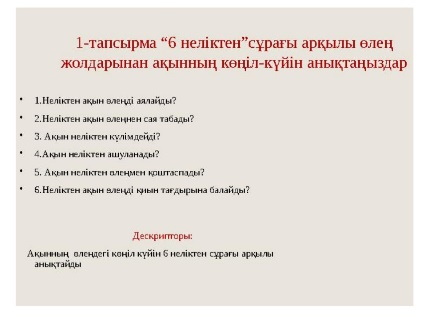 1-тапсырма “6 неліктен”сұрағы арқылы өлең
жолдарынан ақынның көңіл-күйін анықтаңыздар
• 1.Неліктен ақын өлеңді аялайды?
• 2.Неліктен ақын өлеңнен сая табады?
• 3. Ақын неліктен күлімдейді?
• 4.Ақын неліктен ашуланады?
• 5. Ақын неліктен өлеңмен қоштаспады?
• 6.Неліктен ақын өлеңді қиын тағдырына балайды?
Дескрипторы:
Ақынның өлеңдегі көңіл күйін 6 неліктен сұрағы арқылы
анықтайды